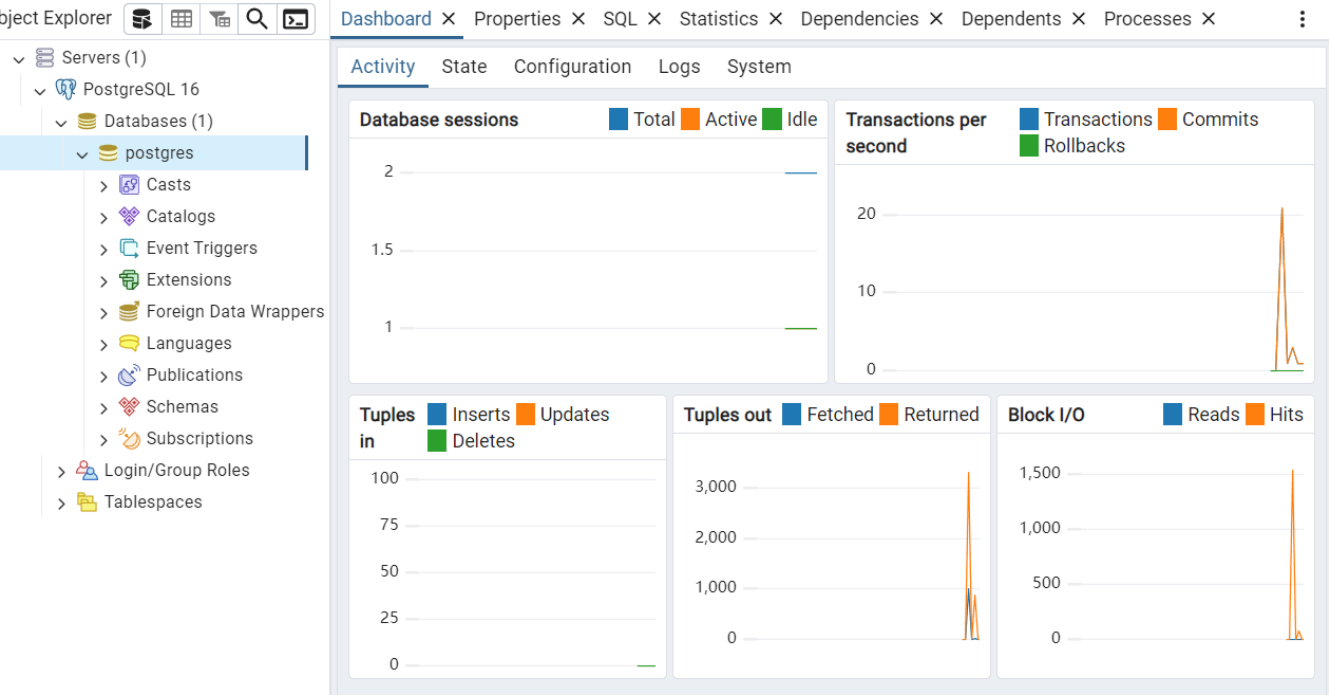 bject Explorer
Dashboard Properties SQL Statistics Dependencies Dependents Processes
Servers (1)
PostgreSQL 16
Databases (1)
postgres
Casts
Catalogs
Event Triggers
Extensions
Foreign Data Wrappers
Languages
Publications
Schemas
Subscriptions
Login/Group Roles
Tablespaces
Activity State Configuration Logs System
Database sessions Total Active Idle
2
1.5
1
Transactions per second Transactions Commits Rollbacks
20
10
0
Tuples in Inserts Updates Deletes
100
75
50
25
0
Tuples out Fetched Returned
3,000
2,000
1,000
0
Block I/O Reads Hits
1,500
1,000
500
0